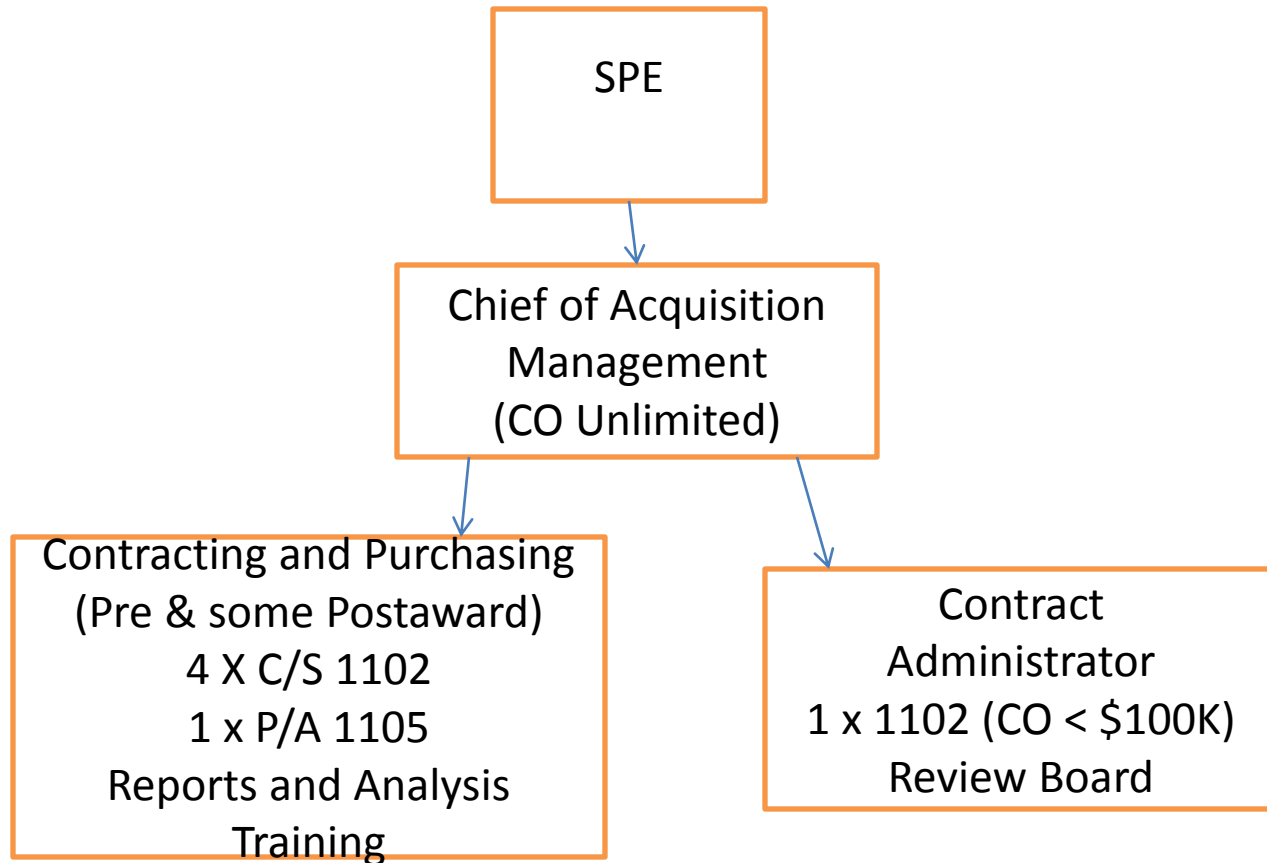 SPE
Chief of Acquisition
Management
(CO Unlimited)
Contracting and Purchasing
(Pre & some Postaward)
4 X C/S 1102
1 x P/A 1105
Reports and Analysis
Training
Contract
Administrator
1 x 1102 (CO < $100K)
Review Board